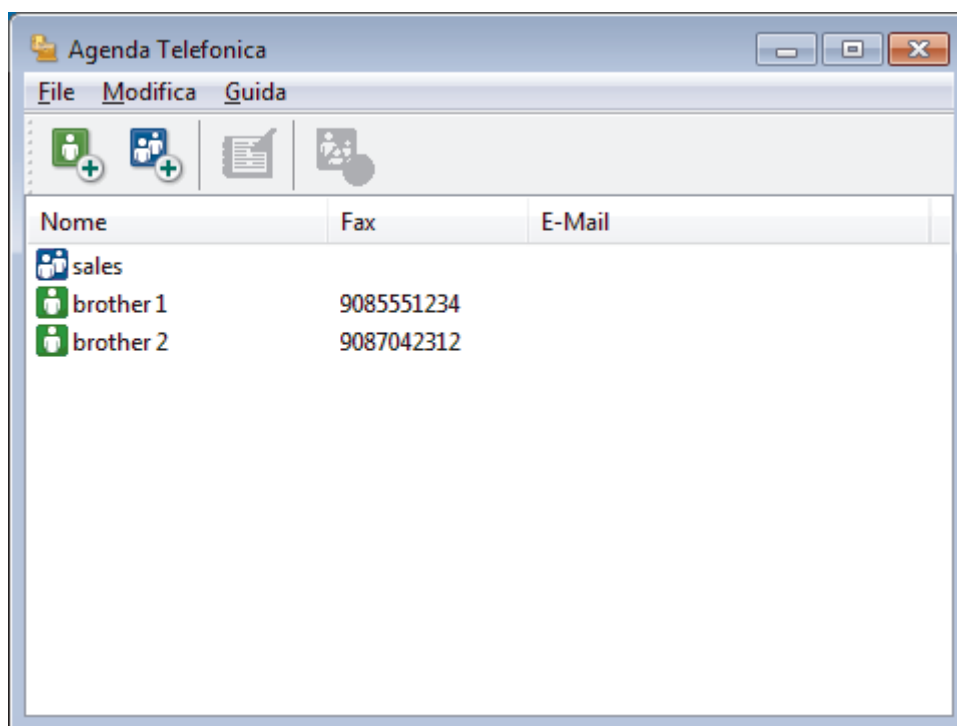 Agenda Telefonica
File Modifica Guida
Nome Fax E-Mail
sales
brother 1 9085551234
brother 2 9087042312